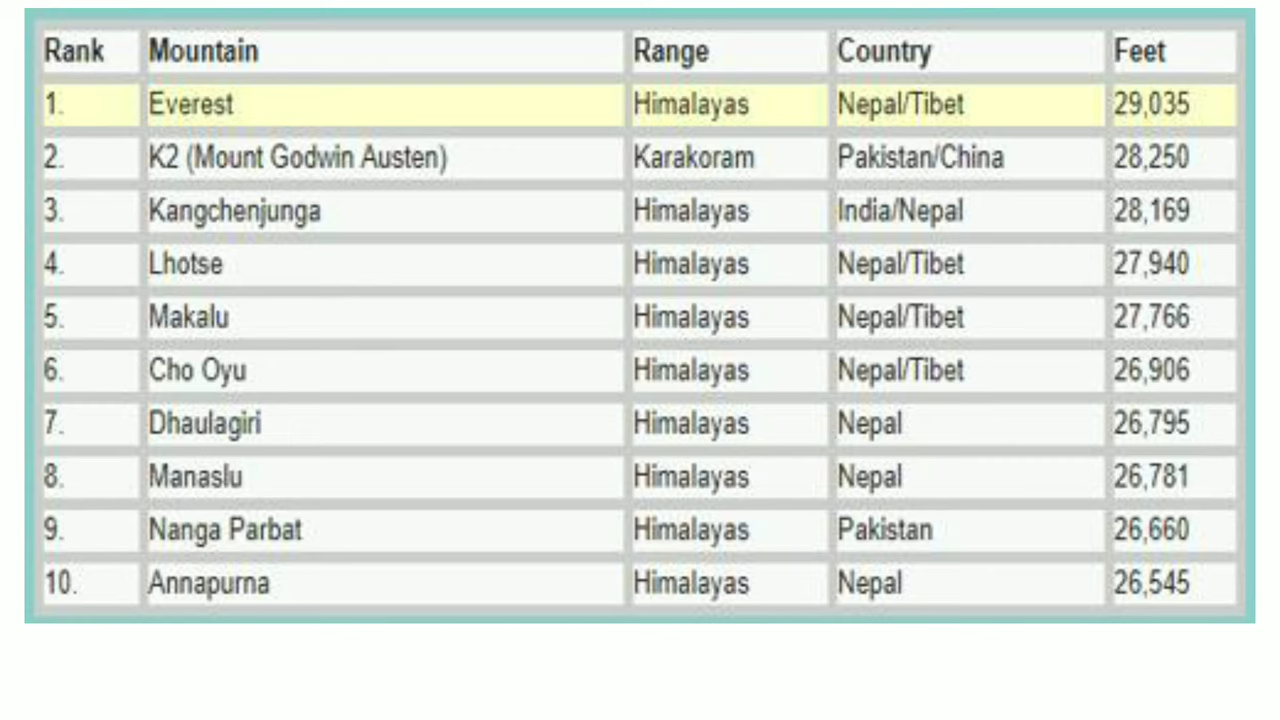 Rank Mountain Range Country Feet
1. Everest Himalayas Nepal/Tibet 29,035
2. K2 (Mount Godwin Austen) Karakoram Pakistan/China 28,250
3. Kangchenjunga Himalayas India/Nepal 28,169
4. Lhotse Himalayas Nepal/Tibet 27,940
5. Makalu Himalayas Nepal/Tibet 27,766
6. Cho Oyu Himalayas Nepal/Tibet 26,906
7. Dhaulagiri Himalayas Nepal 26,795
8. Manaslu Himalayas Nepal 26,781
9. Nanga Parbat Himalayas Pakistan 26,660
10. Annapurna Himalayas Nepal 26,545